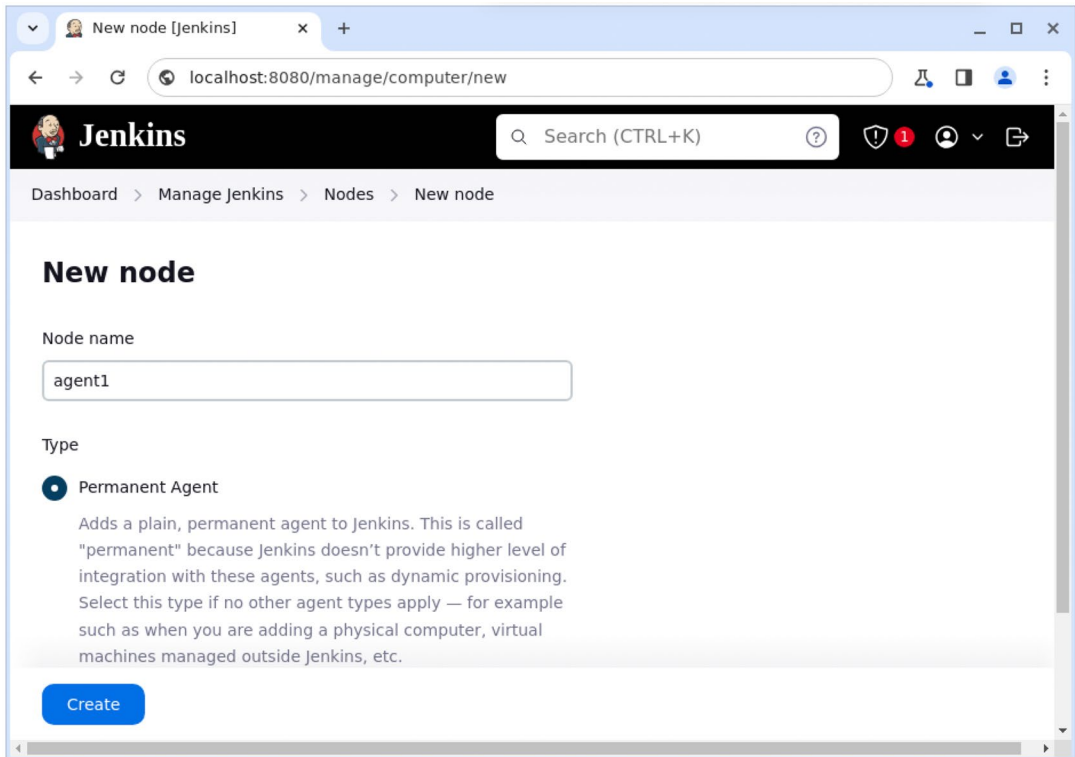 New node [Jenkins]
localhost:8080/manage/computer/new
Jenkins
Search (CTRL+K)
1
Dashboard > Manage Jenkins > Nodes > New node
New node
Node name
agent1
Type
Permanent Agent
Adds a plain, permanent agent to Jenkins. This is called
"permanent" because Jenkins doesn’t provide higher level of
integration with these agents, such as dynamic provisioning.
Select this type if no other agent types apply — for example
such as when you are adding a physical computer, virtual
machines managed outside Jenkins, etc.
Create